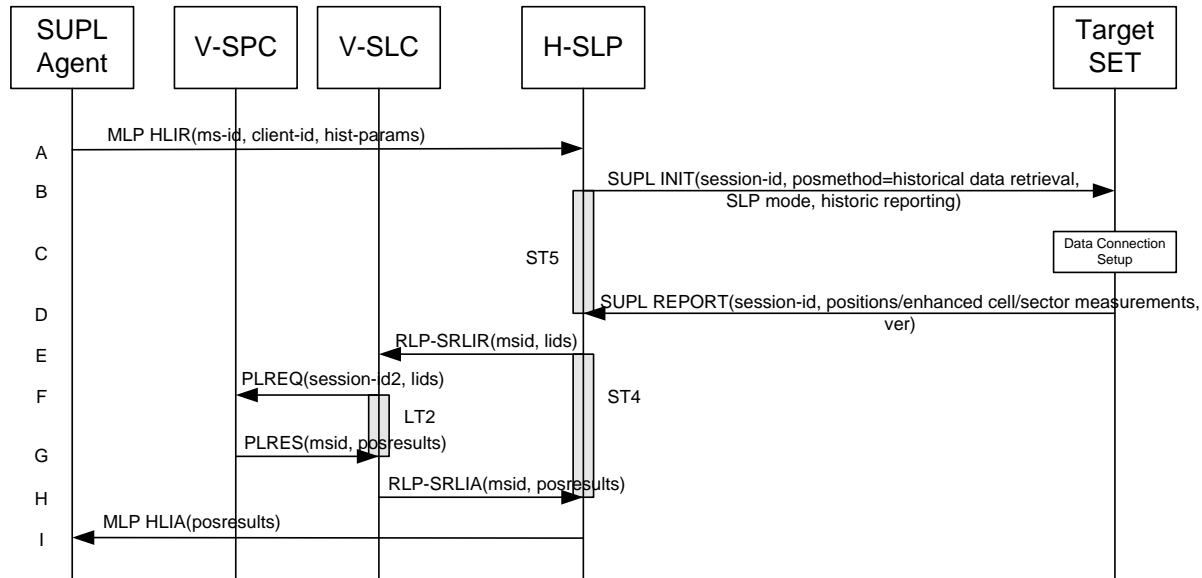 SUPL
Agent
V-SPC
V-SLC
H-SLP
Target
SET
A
MLP HLIR(ms-id, client-id, hist-params)
B
SUPL INIT(session-id, posmethod=historical data retrieval,
SLP mode, historic reporting)
C
ST5
Data Connection
Setup
D
SUPL REPORT(session-id, positions/enhanced cell/sector measurements,
ver)
E
RLP-SRLIR(msid, lids)
F
PLREQ(session-id2, lids)
ST4
LT2
G
PLRES(msid, posresults)
H
RLP-SRLIA(msid, posresults)
I
MLP HLIA(posresults)